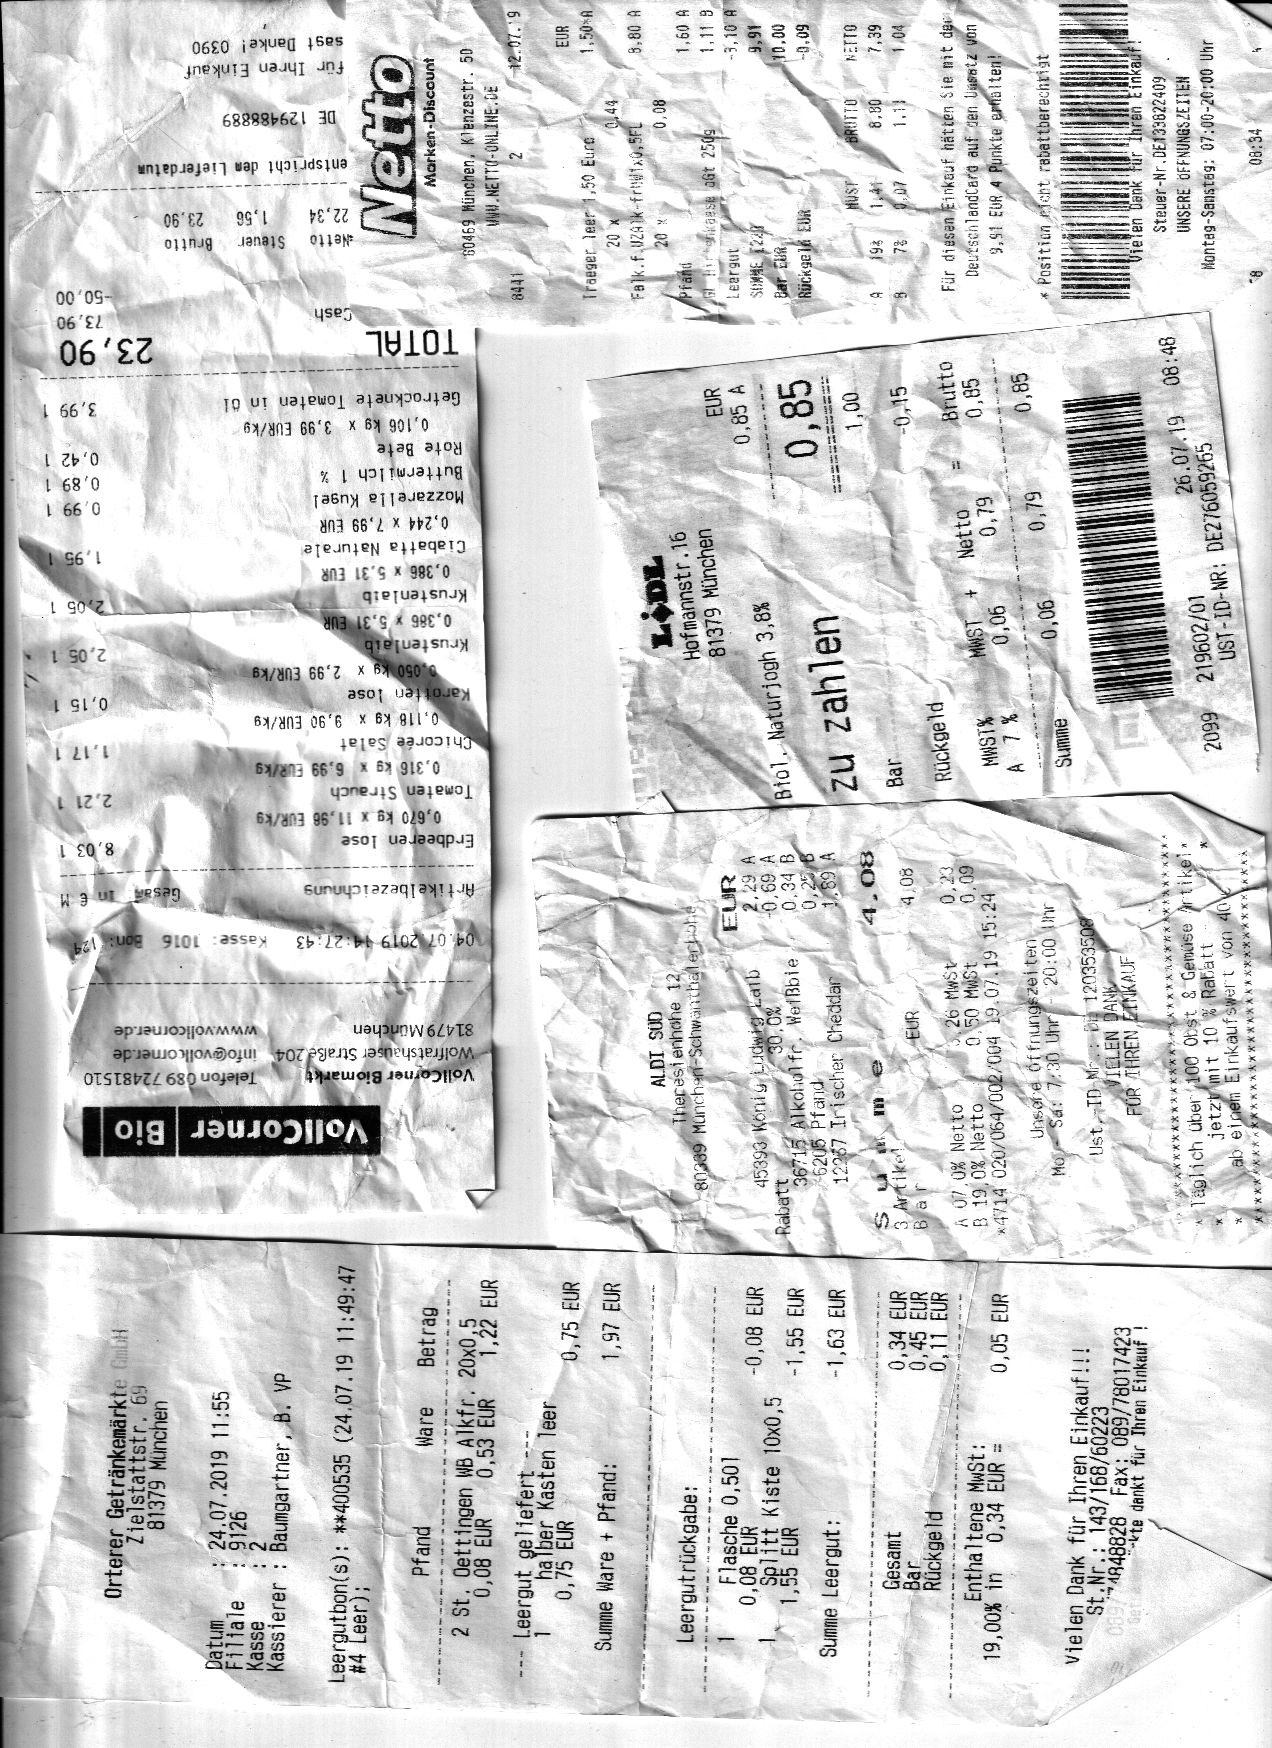 VollCorner Bio
VollCorner Biomarkt Telefon 089 72481510
Wolfratshauser Straße 204 info@vollcorner.de
81479 München www.vollcorner.de
04.07.2019 14:27:43 Kasse: 1016 Bon: 124
Artikelbezeichnung Gesamt in € M
Erdbeeren lose 8,03 1
0,670 kg x 11,98 EUR/kg
Tomaten Strauch 2,21 1
0,316 kg x 6,99 EUR/kg
Chicorée Salat 1,17 1
0,118 kg x 9,90 EUR/kg
Karotten lose 0,15 1
0,050 kg x 2,99 EUR/kg
Krustenlaib 2,05 1
0,386 x 5,31 EUR
Krustenlaib 2,05 1
0,386 x 5.31 EUR
Ciabatta Naturale 1,95 1
0,244 x 7,99 EUR
Mozzarella Kugel 0,99 1
Buttermilch 1 % 0,89 1
Rote Bete 0,42 1
0,106 kg x 3,99 EUR/kg
Getrocknete Tomaten in Öl 3,99 1
TOTAL 23,90
Cash 73,90
-50,00
Netto Steuer Brutto
22,34 1,56 23,90
entspricht dem Lieferdatum
DE 129488889
für Ihren Einkauf
sagt Danke! 0390
Netto
Marken-Discount
80469 München, Klenzestr. 50
WWW.NETTO-ONLINE.DE
8441 2 12.07.19
EUR
Traeger leer 1,50 Euro 1,50*A
20 x 0,44
Falk.f.UZAlk.frHW1x0,5FL 8,80 A
20 x 0,08
Pfand 1,60 A
250g 1,11 B
Leergut -3,10 A
SUMME 9,91
Bar EUR 10,00
Rückgeld EUR -0,09
MWST BRUTTO NETTO
A 19% 1,41 8,80 7,39
B 7% 0,07 1,11 1,04
Für diesen Einkauf hätten Sie mit der
DeutschlandCard auf den Umsatz von
9,91 EUR 4 Punkte erhalten!
* Position nicht rabattberechtigt
Vielen Dank für Ihren Einkauf!
Steuer-Nr.DE133822409
UNSERE ÖFFNUNGSZEITEN
Montag-Samstag: 07:00-20:00 Uhr
08:34
LIDL
Hofmannstr.16
81379 München
EUR
Biol. Naturjogh 3,8% 0,85 A
zu zahlen 0,85
Bar 1,00
Rückgeld -0,15
MWST% MWST + Netto = Brutto
A 7 % 0,06 0,79 0,85
Summe 0,06 0,79 0,85
2099 219602/01 26.07.19 08:48
UST-ID-NR: DE276059265
ALDI SÜD
Theresienhöhe 12
80339 München-Schwanthalerhöhe
EUR
45393 König Ludwig Laib 2,29 A
Rabatt 30,0% -0,69 A
36715 Alkoholfr. Weißbie 0,34 B
6205 Pfand 0,25 B
12267 Irischer Cheddar 1,89 A
Summe 4,08
3 Artikel
Bar EUR 4,08
A 07,0% Netto 3,26 MwSt 0,23
B 19,0% Netto 0,50 MwSt 0,09
*4714 020/064/002/004 19.07.19 15:24
Unsere Öffnungszeiten
Mo - Sa: 7:30 Uhr - 20:00 Uhr
Ust.-ID-Nr.: DE 120353508
VIELEN DANK
FÜR IHREN EINKAUF
****************************************
* Täglich über 100 Obst & Gemüse Artikel*
* jetzt mit 10 % Rabatt *
* ab einem Einkaufswert von 40€ *
****************************************
Orterer Getränkemärkte GmbH
Zielstattstr. 69
81379 München
Datum : 24.07.2019 11:55
Filiale : 9126
Kasse : 2
Kassierer : Baumgartner, B. VP
Leergutbon(s): **400535 (24.07.19 11:49:47
#4 Leer);
Pfand Ware Betrag
2 St. Oettingen WB Alkfr. 20x0,5
0,08 EUR 0,53 EUR 1,22 EUR
--- Leergut geliefert ---
1 halber Kasten leer
0,75 EUR 0,75 EUR
Summe Ware + Pfand: 1,97 EUR
Leergutrückgabe:
1 Flasche 0,50l
0,08 EUR -0,08 EUR
1 Splitt Kiste 10x0,5
1,55 EUR -1,55 EUR
Summe Leergut: -1,63 EUR
Gesamt 0,34 EUR
Bar 0,45 EUR
Rückgeld 0,11 EUR
Enthaltene MwSt:
19,00% in 0,34 EUR = 0,05 EUR
Vielen Dank für Ihren Einkauf!!!
St.Nr.: 143/168/60223
Fax: 089/78017423
dankt für Ihren Einkauf !